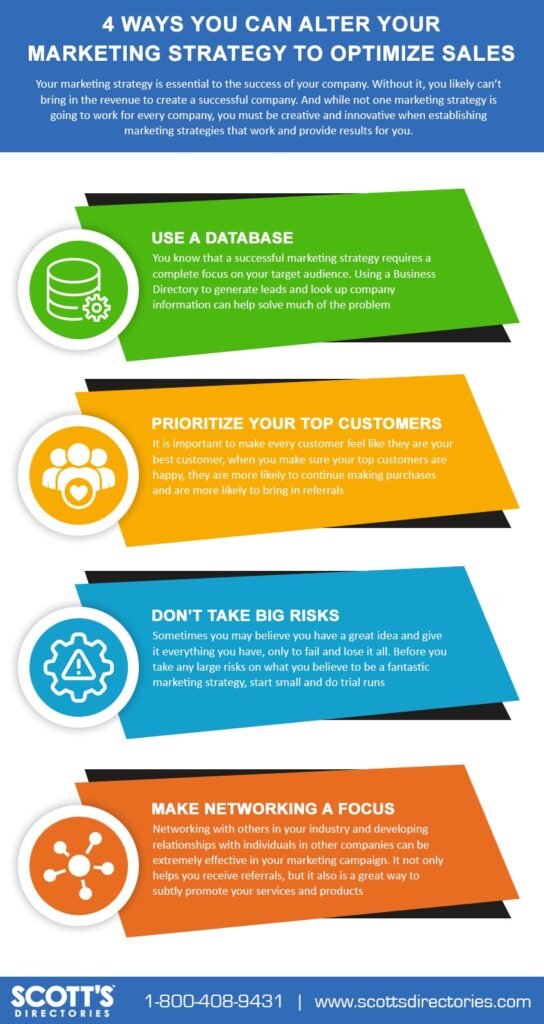 4 WAYS YOU CAN ALTER YOUR
MARKETING STRATEGY TO OPTIMIZE SALES
Your marketing strategy is essential to the success of your company. Without it, you likely can't
bring in the revenue to create a successful company. And while not one marketing strategy is
going to work for every company, you must be creative and innovative when establishing
marketing strategies that work and provide results for you.
USE A DATABASE
You know that a successful marketing strategy requires a
complete focus on your target audience. Using a Business
Directory to generate leads and look up company
information can help solve much of the problem
PRIORITIZE YOUR TOP CUSTOMERS
It is important to make every customer feel like they are your
best customer, when you make sure your top customers are
happy, they are more likely to continue making purchases
and are more likely to bring in referrals
DON'T TAKE BIG RISKS
Sometimes you may believe you have a great idea and give
it everything you have, only to fail and lose it all. Before you
take any large risks on what you believe to be a fantastic
marketing strategy, start small and do trial runs
MAKE NETWORKING A FOCUS
Networking with others in your industry and developing
relationships with individuals in other companies can be
extremely effective in your marketing campaign. It not only
helps you receive referrals, but it also is a great way to
subtly promote your services and products
SCOTT'S
DIRECTORIES
1-800-408-9431 | www.scottsdirectories.com